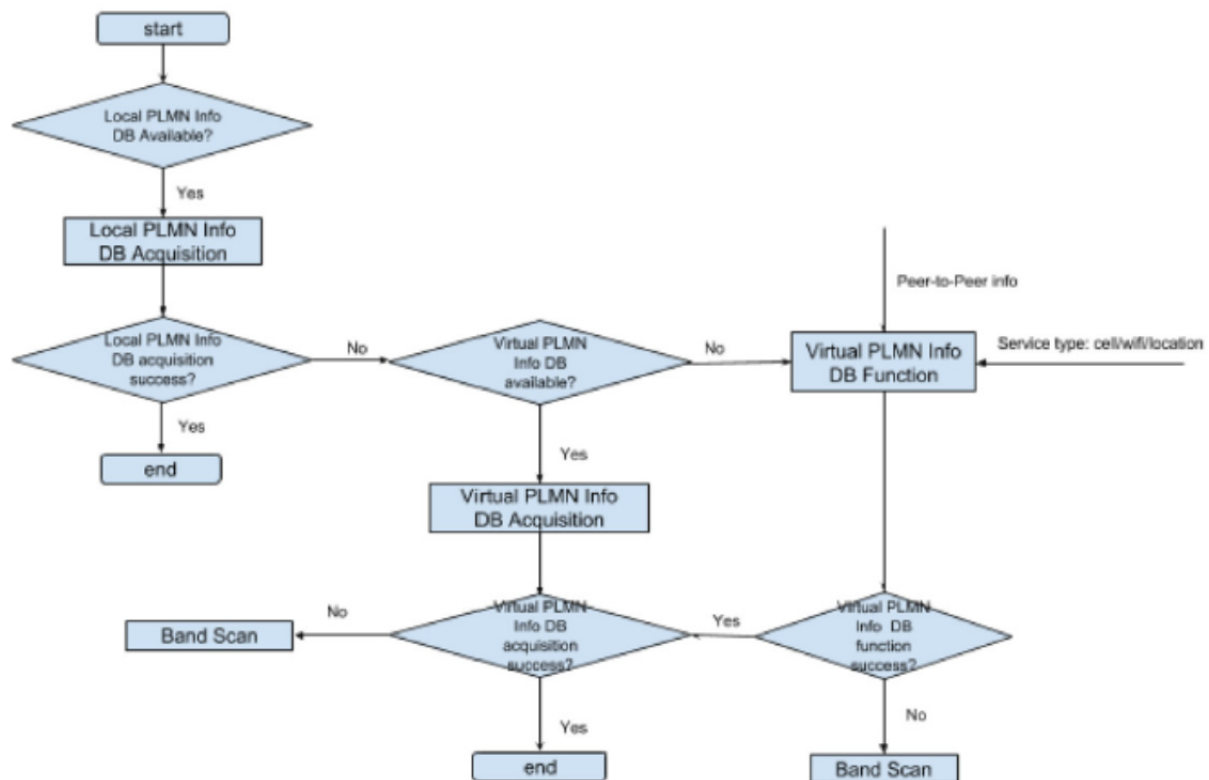 start
Local PLMN Info
DB Available?
Yes
Local PLMN Info
DB Acquisition
Peer-to-Peer info
Local PLMN Info
DB acquisition
success?
No
Virtual PLMN
Info DB
available?
No
Virtual PLMN Info
DB Function
Service type: cell/wifi/location
Yes
end
Yes
Virtual PLMN Info
DB Acquisition
Band Scan
No
Virtual PLMN
Info DB
acquisition
success?
Yes
Virtual PLMN
Info DB
function
success?
Yes
end
No
Band Scan